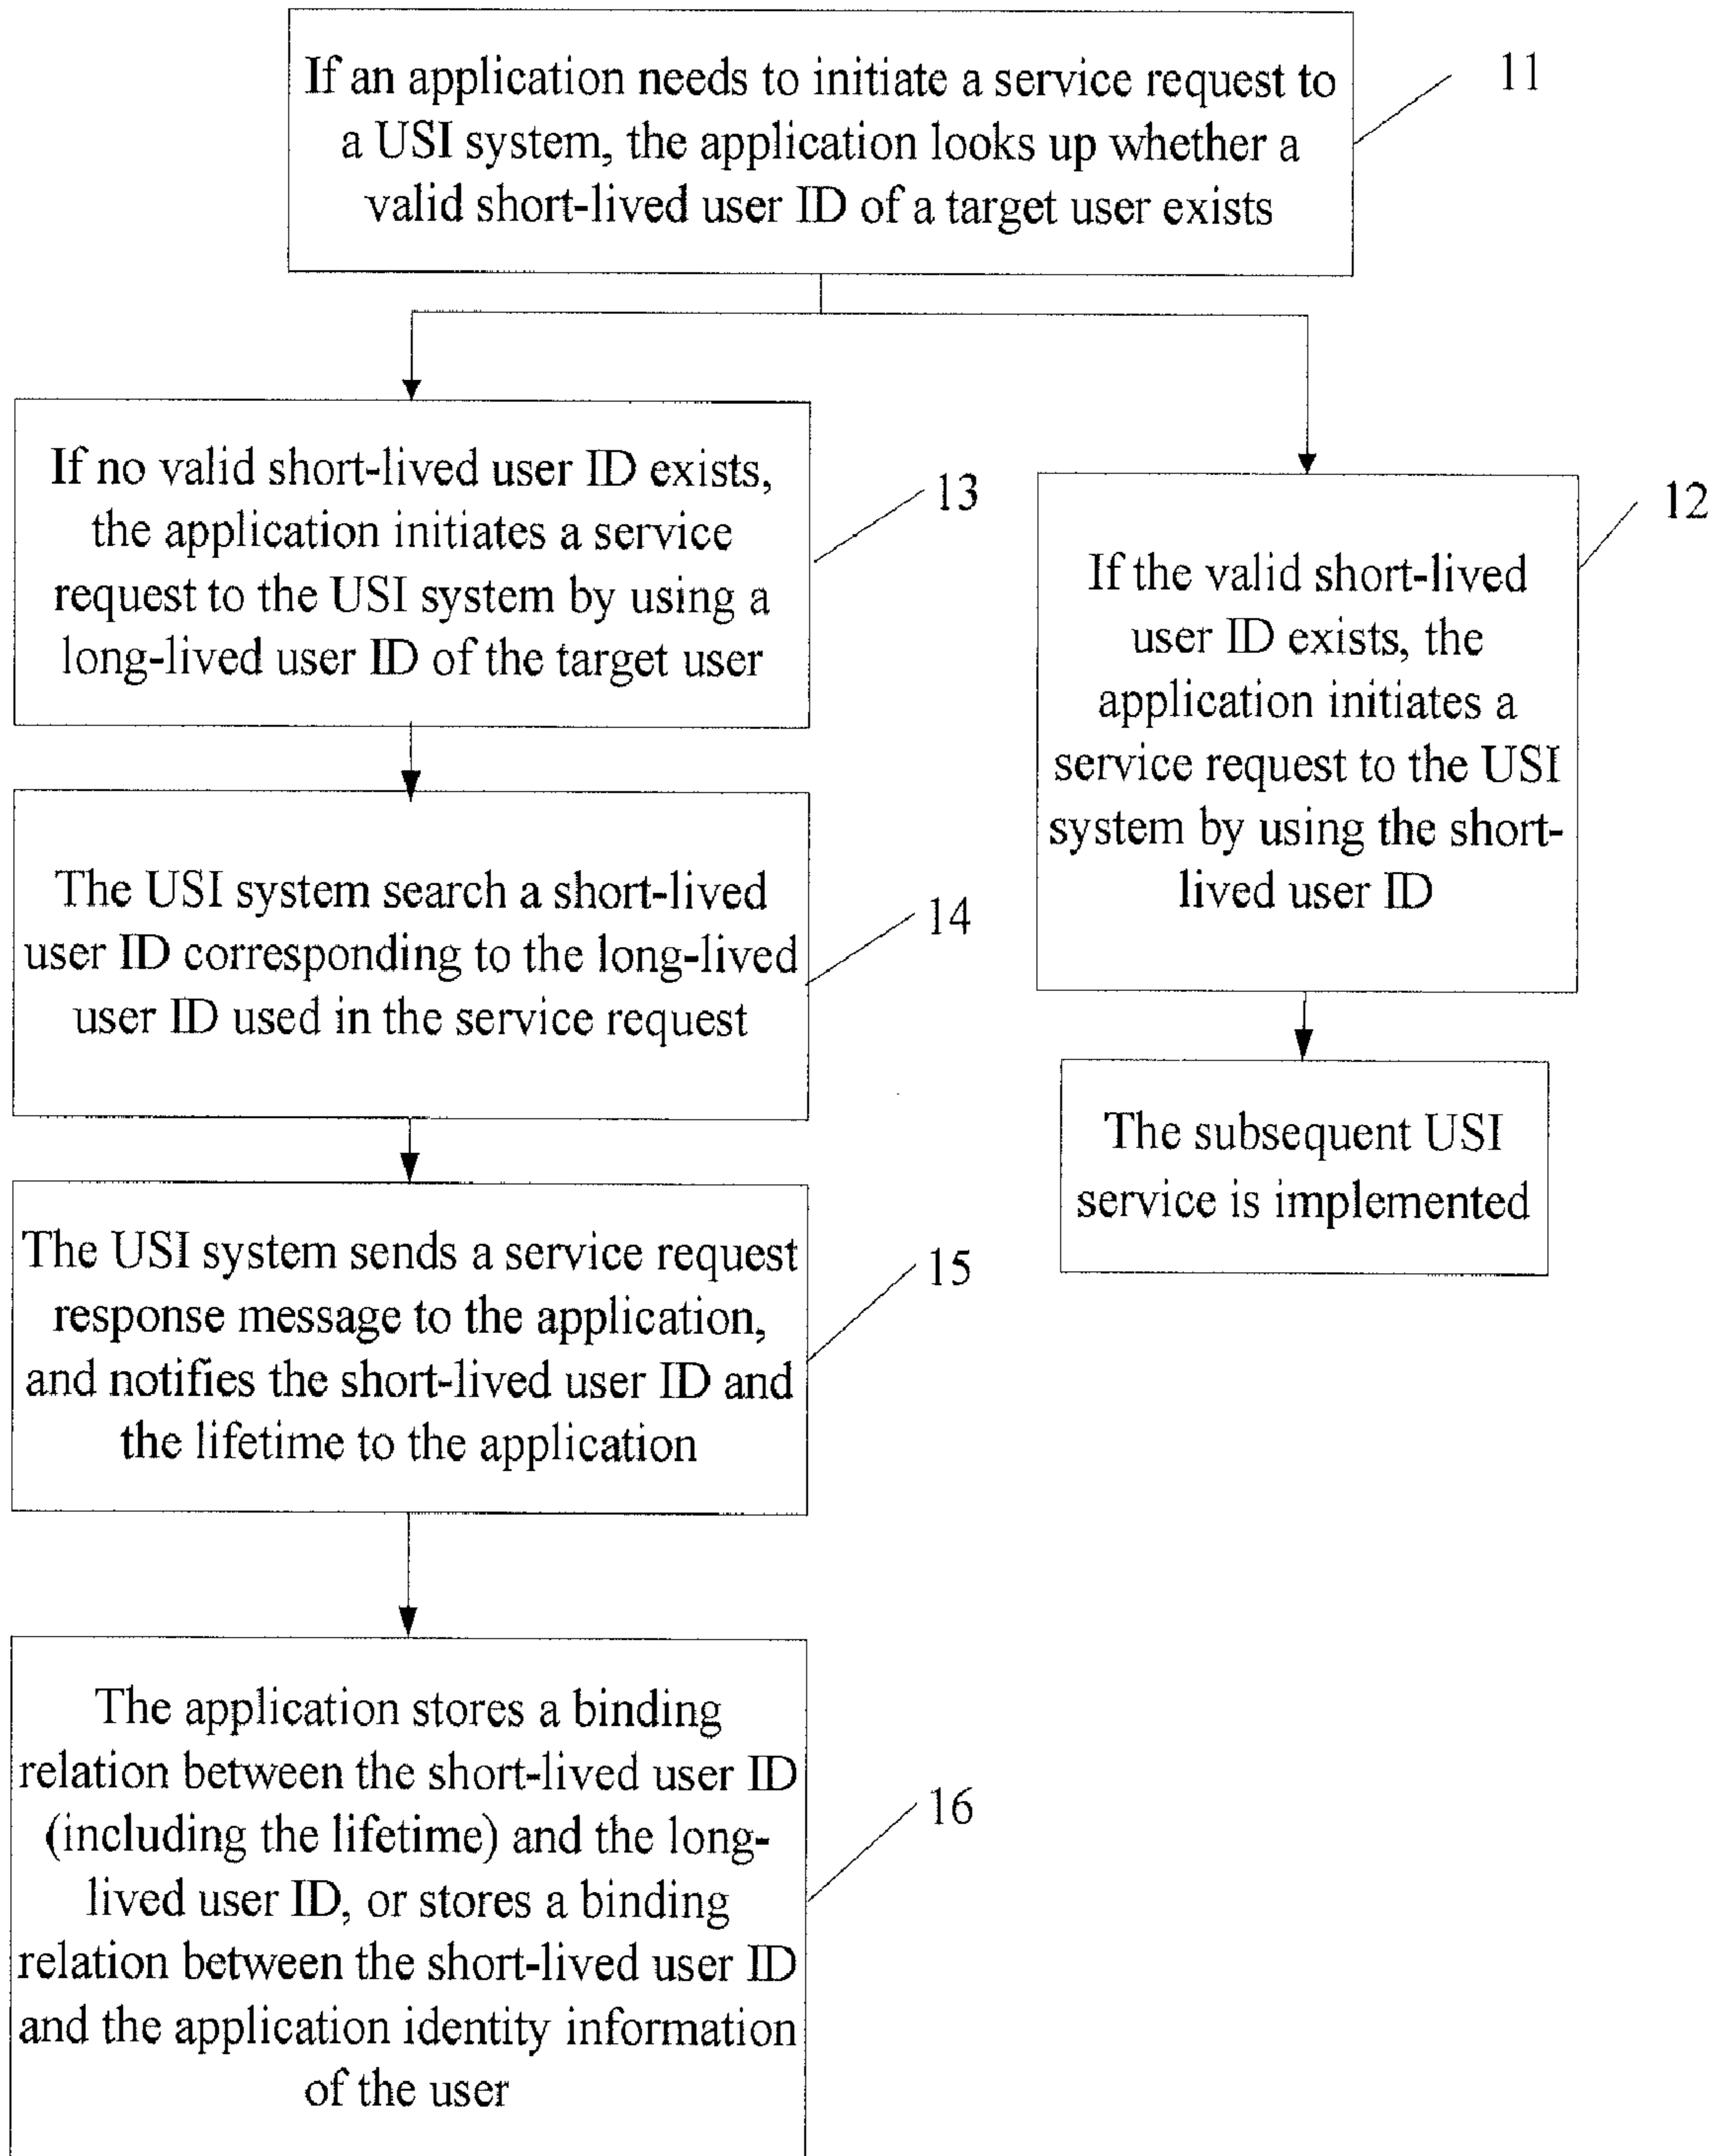 If an application needs to initiate a service request to
a USI system, the application looks up whether a
valid short-lived user ID of a target user exists
11
If no valid short-lived user ID exists,
the application initiates a service
request to the USI system by using a
long-lived user ID of the target user
13
If the valid short-lived
user ID exists, the
application initiates a
service request to the USI
system by using the short-
lived user ID
12
The USI system search a short-lived
user ID corresponding to the long-lived
user ID used in the service request
14
The subsequent USI
service is implemented
The USI system sends a service request
response message to the application,
and notifies the short-lived user ID and
the lifetime to the application
15
The application stores a binding
relation between the short-lived user ID
(including the lifetime) and the long-
lived user ID, or stores a binding
relation between the short-lived user ID
and the application identity information
of the user
16